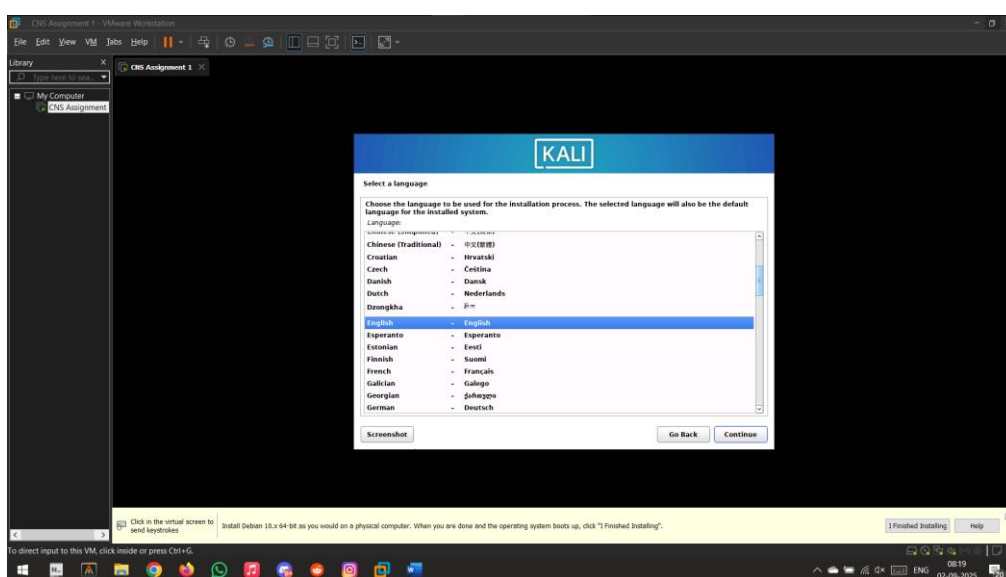 CNS Assignment 1 - VMware Workstation
File Edit View VM Tabs Help
Library X
Type here to sea...
CNS Assignment 1
My Computer
CNS Assignment
KALI
Select a language
Choose the language to be used for the installation process. The selected language will also be the default
language for the installed system.
Language:
Chinese (Traditional) - 中文(繁體)
Croatian - Hrvatski
Czech - Čeština
Danish - Dansk
Dutch - Nederlands
Dzongkha -
English - English
Esperanto - Esperanto
Estonian - Eesti
Finnish - Suomi
French - Français
Galician - Galego
Georgian - ქართული
German - Deutsch
Screenshot
Go Back
Continue
Click in the virtual screen to
send keystrokes
Install Debian 10.x 64-bit as you would on a physical computer. When you are done and the operating system boots up, click "I Finished Installing".
I Finished Installing
Help
To direct input to this VM, click inside or press Ctrl+G.
ENG
08:19
02-09-2025